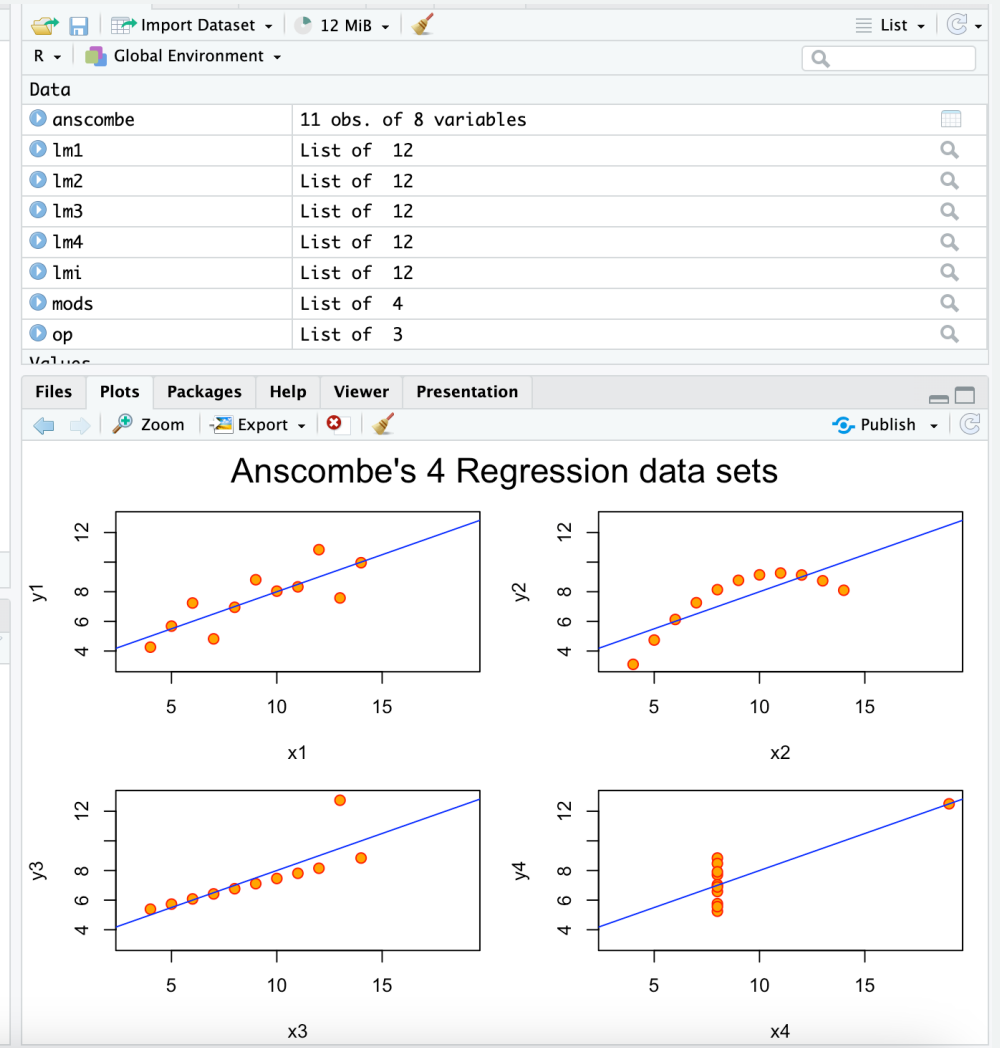 Import Dataset 12 MiB List
R Global Environment
Data
anscombe 11 obs. of 8 variables
lm1 List of 12
lm2 List of 12
lm3 List of 12
lm4 List of 12
lmi List of 12
mods List of 4
op List of 3
Values
Files Plots Packages Help Viewer Presentation
Zoom Export Publish
Anscombe's 4 Regression data sets
y1
4 6 8 12
5 10 15
x1
y2
4 6 8 12
5 10 15
x2
y3
4 6 8 12
5 10 15
x3
y4
4 6 8 12
5 10 15
x4